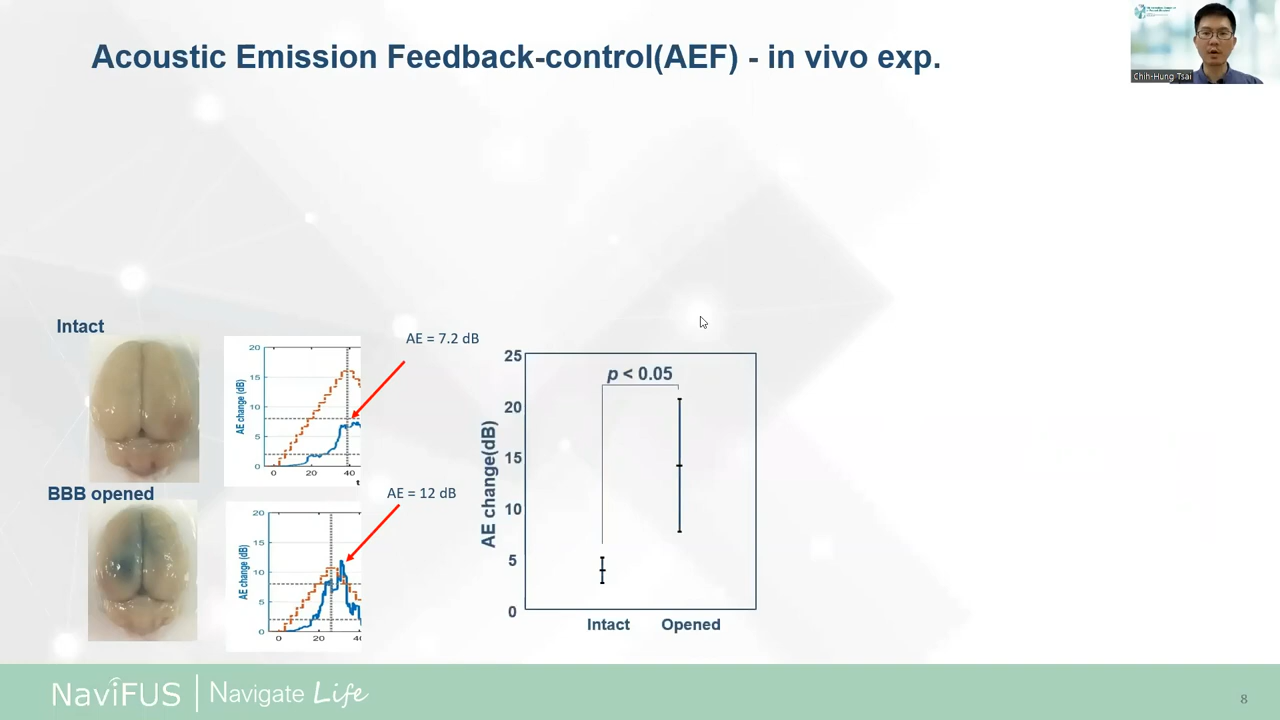 Acoustic Emission Feedback-control(AEF) - in vivo exp.
Chih-Hung Tsai
Intact
AE = 7.2 dB
20
15
10
5
0
AE change (dB)
0 20 40
t
BBB opened
AE = 12 dB
20
15
10
5
0
AE change (dB)
0 20 4
25
20
15
10
5
0
AE change(dB)
p < 0.05
Intact Opened
NaviFUS | Navigate Life
8